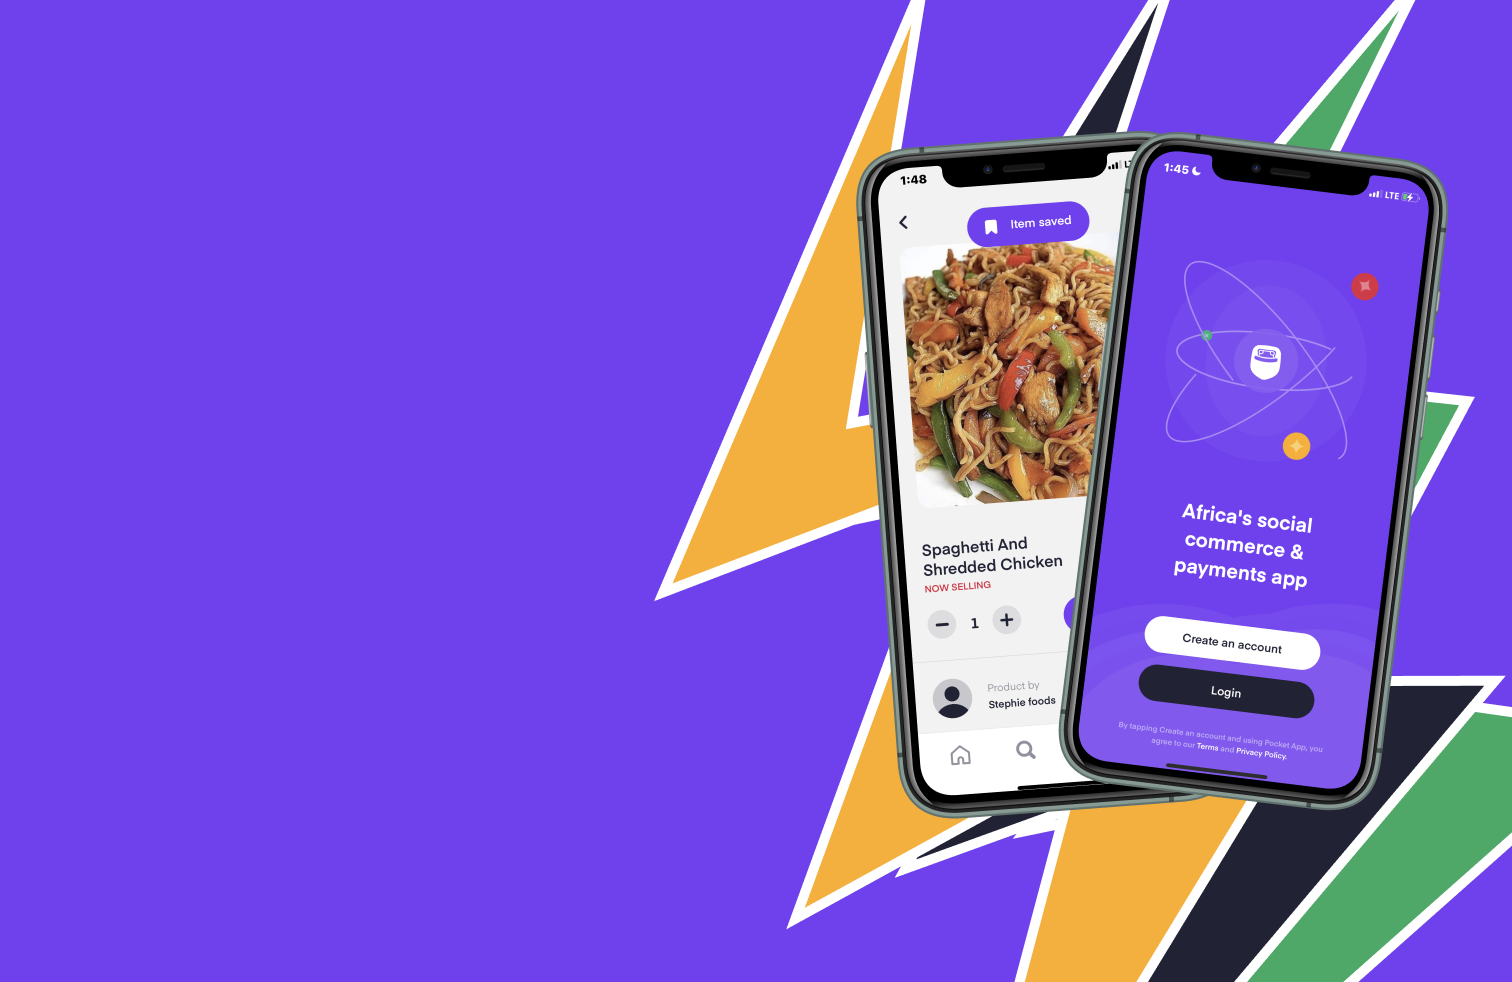 1:48
Item saved
Spaghetti And
Shredded Chicken
NOW SELLING
1
Product by
Stephie foods
1:45
LTE
Africa's social
commerce &
payments app
Create an account
Login
By tapping Create an account and using Pocket App, you
agree to our Terms and Privacy Policy.